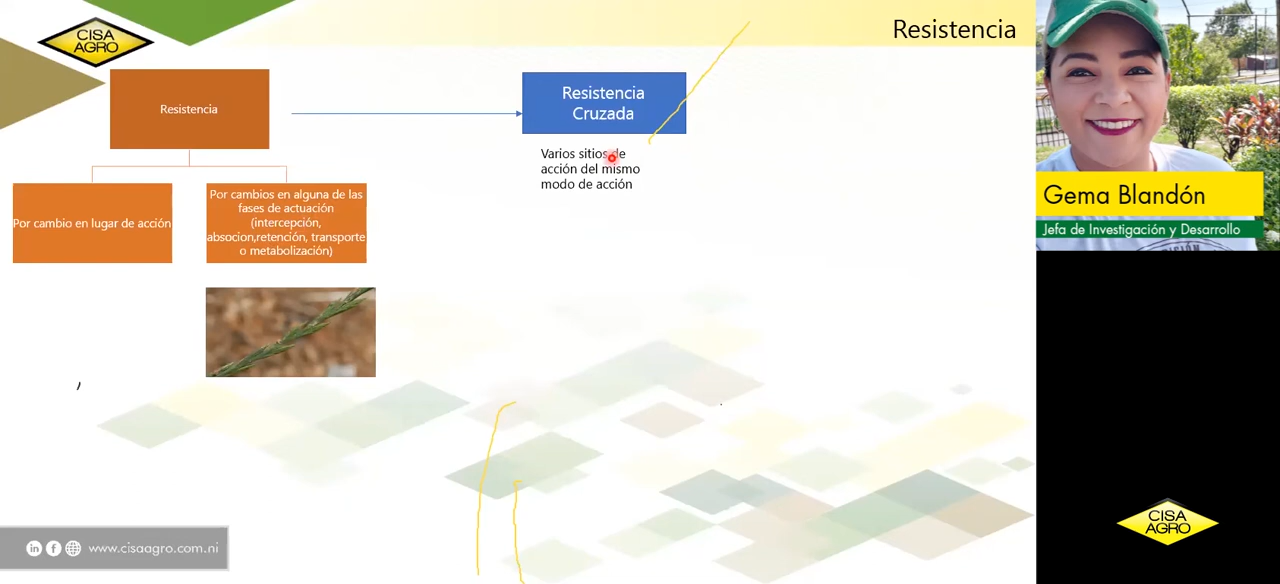 CISA
AGRO
Resistencia
Resistencia
Resistencia
Cruzada
Varios sitios de
acción del mismo
modo de acción
Por cambio en lugar de acción
Por cambios en alguna de las
fases de actuación
(intercepción,
absocion,retención, transporte
o metabolización)
www.cisaagro.com.ni
Gema Blandón
Jefa de Investigación y Desarrollo
CISA
AGRO